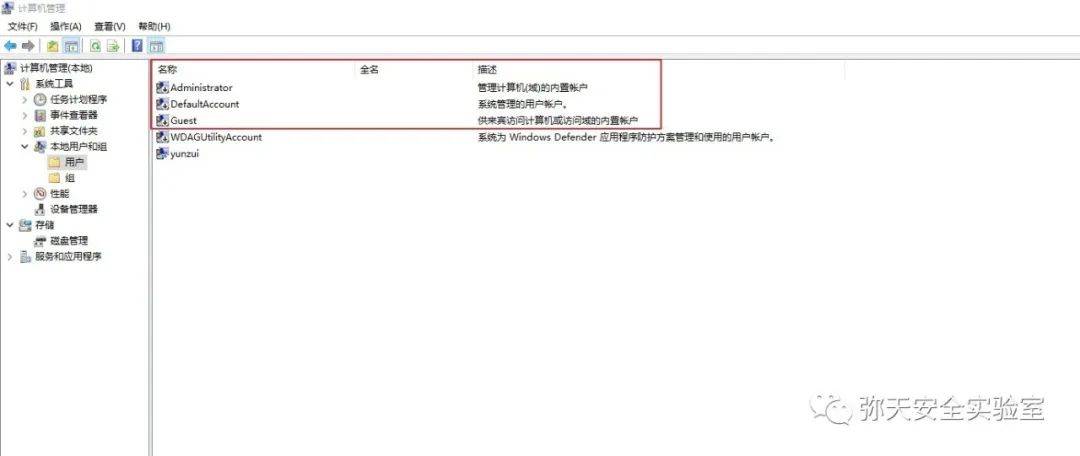 计算机管理
文件(F) 操作(A) 查看(V) 帮助(H)
计算机管理(本地)
系统工具
任务计划程序
事件查看器
共享文件夹
本地用户和组
用户
组
性能
设备管理器
存储
磁盘管理
服务和应用程序
名称 全名 描述
Administrator 管理计算机(域)的内置帐户
DefaultAccount 系统管理的用户帐户。
Guest 供来宾访问计算机或访问域的内置帐户
WDAGUtilityAccount 系统为 Windows Defender 应用程序防护方案管理和使用的用户帐户。
yunzui
弥天安全实验室